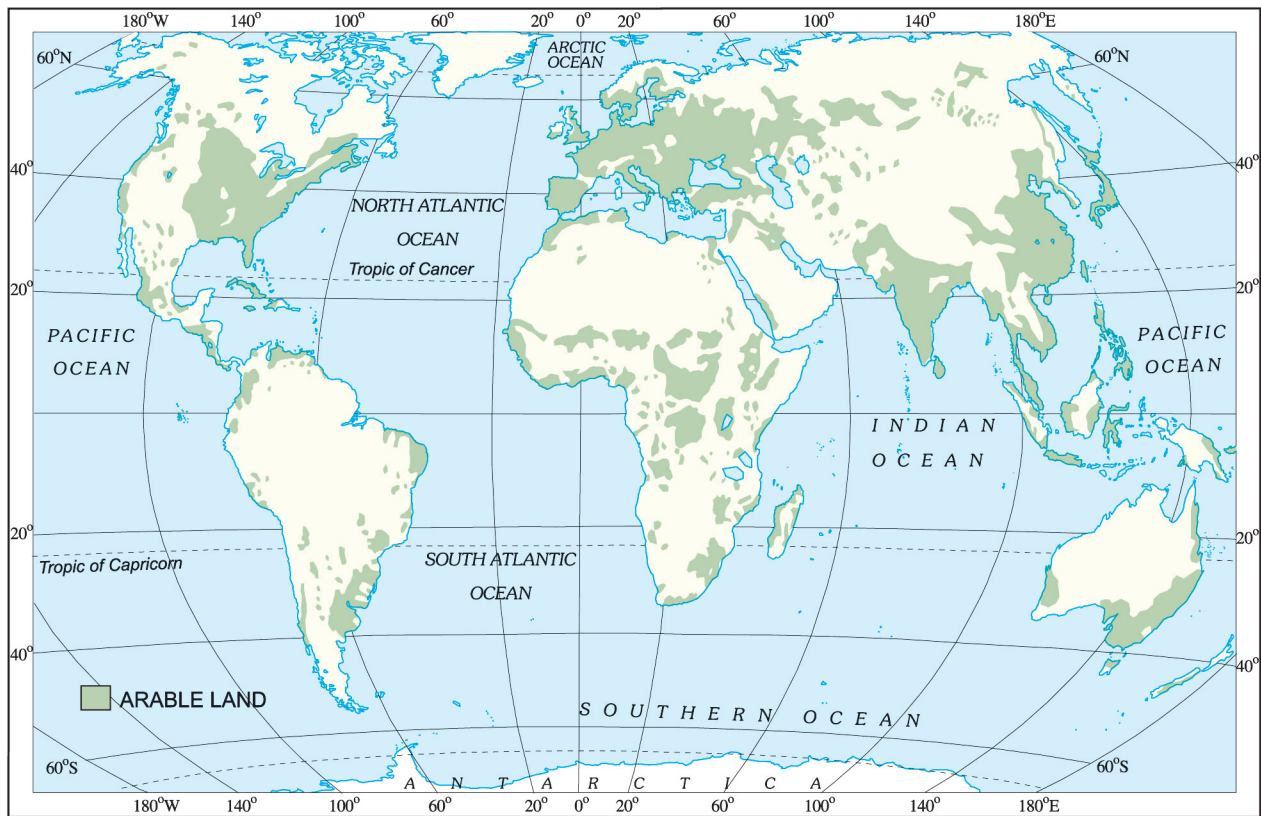 180°W 140° 100° 60° 20° 0° 20° 60° 100° 140° 180°E
60°N
ARCTIC
OCEAN
60°N
40°
40°
NORTH ATLANTIC
OCEAN
Tropic of Cancer
20°
20°
PACIFIC
OCEAN
PACIFIC
OCEAN
INDIAN
OCEAN
20°
20°
Tropic of Capricorn
SOUTH ATLANTIC
OCEAN
40°
40°
ARABLE LAND
SOUTHERN OCEAN
60°S
60°S
ANTARCTICA
180°W 140° 100° 60° 20° 0° 20° 60° 100° 140° 180°E